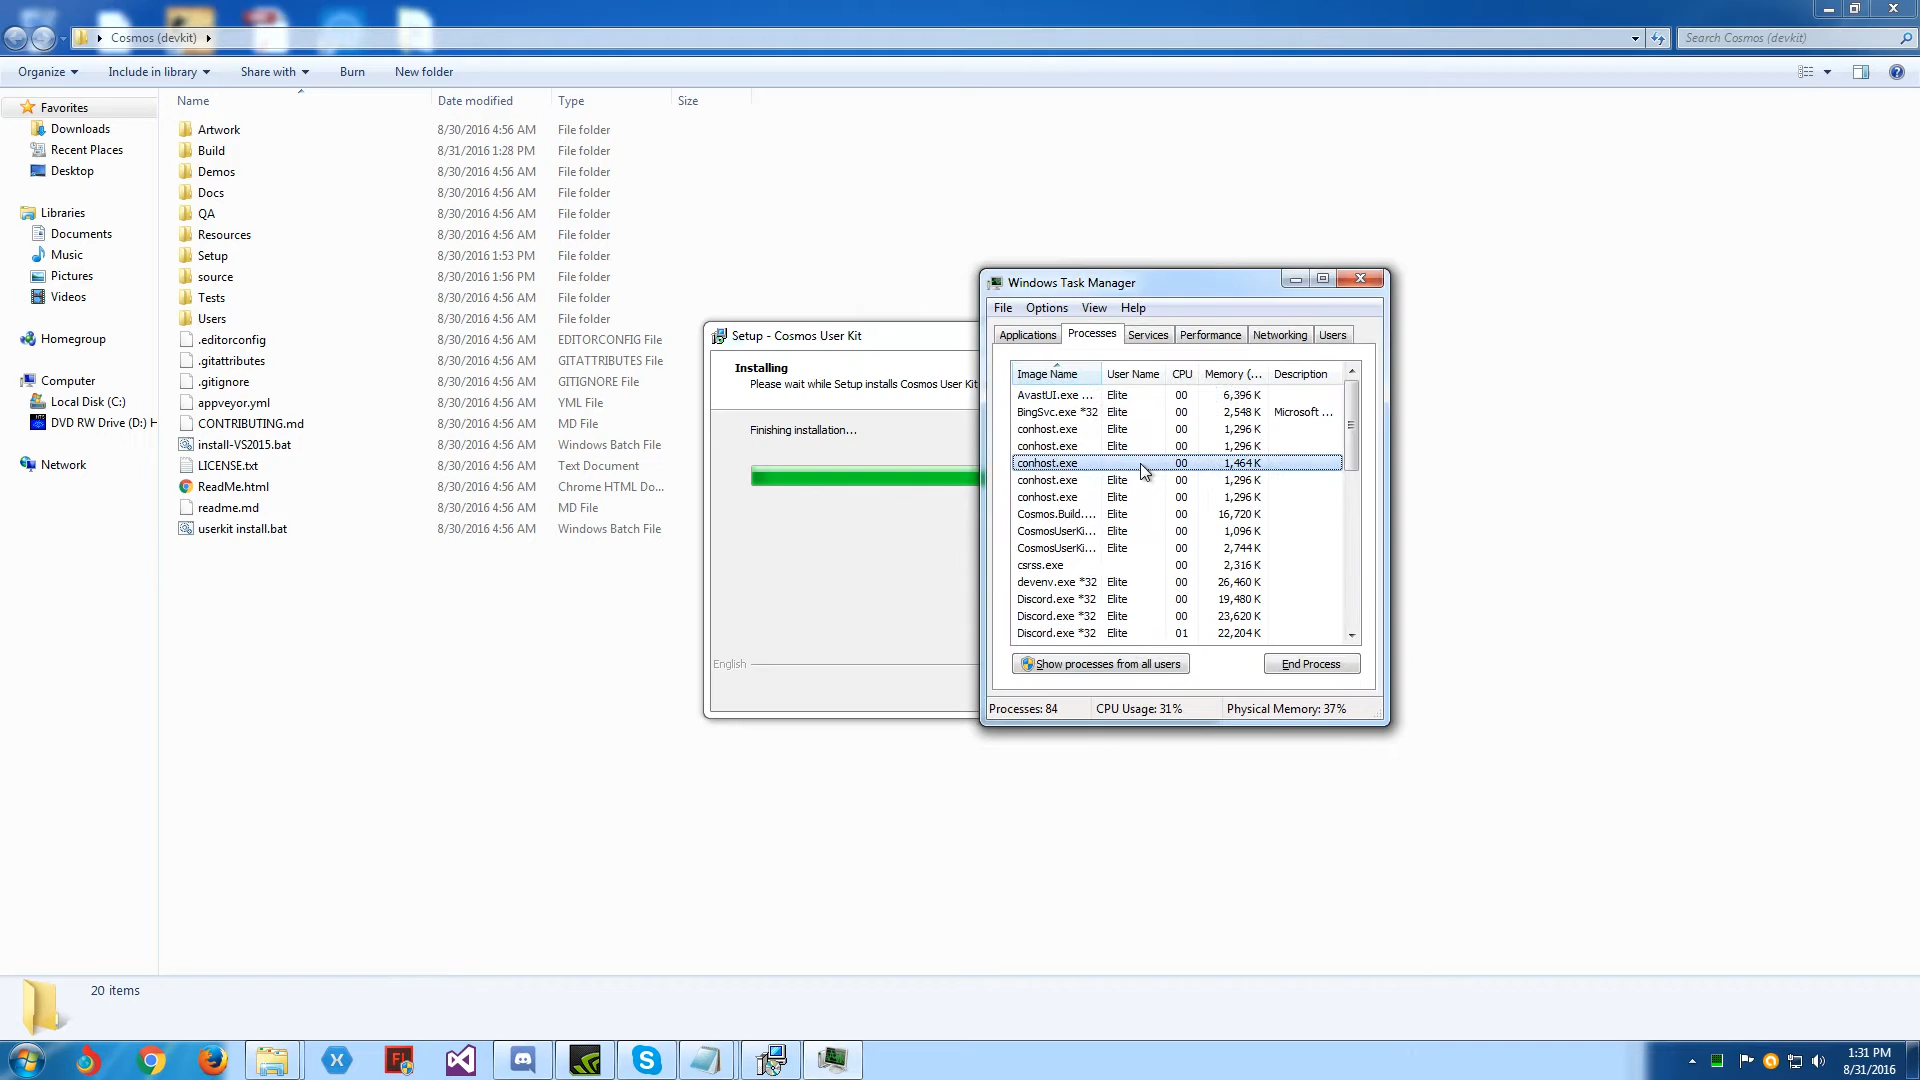 Cosmos (devkit)
Search Cosmos (devkit)
Organize Include in library Share with Burn New folder
Name Date modified Type Size
Favorites
Downloads
Recent Places
Desktop
Libraries
Documents
Music
Pictures
Videos
Homegroup
Computer
Local Disk (C:)
DVD RW Drive (D:) H
Network
Artwork 8/30/2016 4:56 AM File folder
Build 8/31/2016 1:28 PM File folder
Demos 8/30/2016 4:56 AM File folder
Docs 8/30/2016 4:56 AM File folder
QA 8/30/2016 4:56 AM File folder
Resources 8/30/2016 4:56 AM File folder
Setup 8/30/2016 1:53 PM File folder
source 8/30/2016 1:56 PM File folder
Tests 8/30/2016 4:56 AM File folder
Users 8/30/2016 4:56 AM File folder
.editorconfig 8/30/2016 4:56 AM EDITORCONFIG File
.gitattributes 8/30/2016 4:56 AM GITATTRIBUTES File
.gitignore 8/30/2016 4:56 AM GITIGNORE File
appveyor.yml 8/30/2016 4:56 AM YML File
CONTRIBUTING.md 8/30/2016 4:56 AM MD File
install-VS2015.bat 8/30/2016 4:56 AM Windows Batch File
LICENSE.txt 8/30/2016 4:56 AM Text Document
ReadMe.html 8/30/2016 4:56 AM Chrome HTML Do...
readme.md 8/30/2016 4:56 AM MD File
userkit install.bat 8/30/2016 4:56 AM Windows Batch File
Setup - Cosmos User Kit
Installing
Please wait while Setup installs Cosmos User Kit
Finishing installation...
English
Windows Task Manager
File Options View Help
Applications Processes Services Performance Networking Users
Image Name User Name CPU Memory (... Description
AvastUI.exe ... Elite 00 6,396 K
BingSvc.exe *32 Elite 00 2,548 K Microsoft ...
conhost.exe Elite 00 1,296 K
conhost.exe Elite 00 1,296 K
conhost.exe 00 1,464 K
conhost.exe Elite 00 1,296 K
conhost.exe Elite 00 1,296 K
Cosmos.Build.... Elite 00 16,720 K
CosmosUserKi... Elite 00 1,096 K
CosmosUserKi... Elite 00 2,744 K
csrss.exe 00 2,316 K
devenv.exe *32 Elite 00 26,460 K
Discord.exe *32 Elite 00 19,480 K
Discord.exe *32 Elite 00 23,620 K
Discord.exe *32 Elite 01 22,204 K
Show processes from all users End Process
Processes: 84 CPU Usage: 31% Physical Memory: 37%
20 items
1:31 PM
8/31/2016